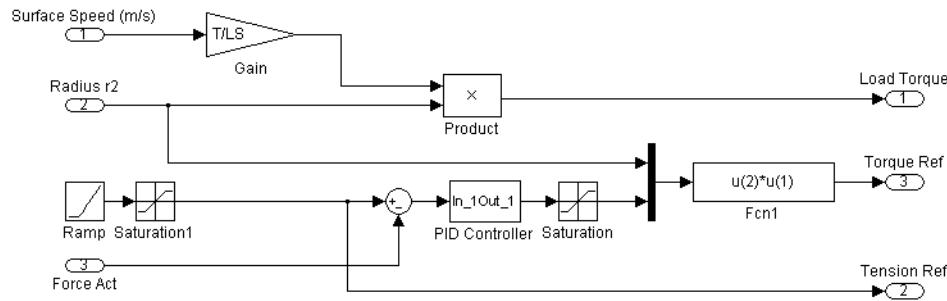 Surface Speed (m/s)
1
T/LS
Gain
Radius r2
2
×
Product
Load Torque
1
u(2)*u(1)
Fcn1
Torque Ref
3
Ramp
Saturation1
+
-
In_1Out_1
PID Controller
Saturation
3
Force Act
Tension Ref
2